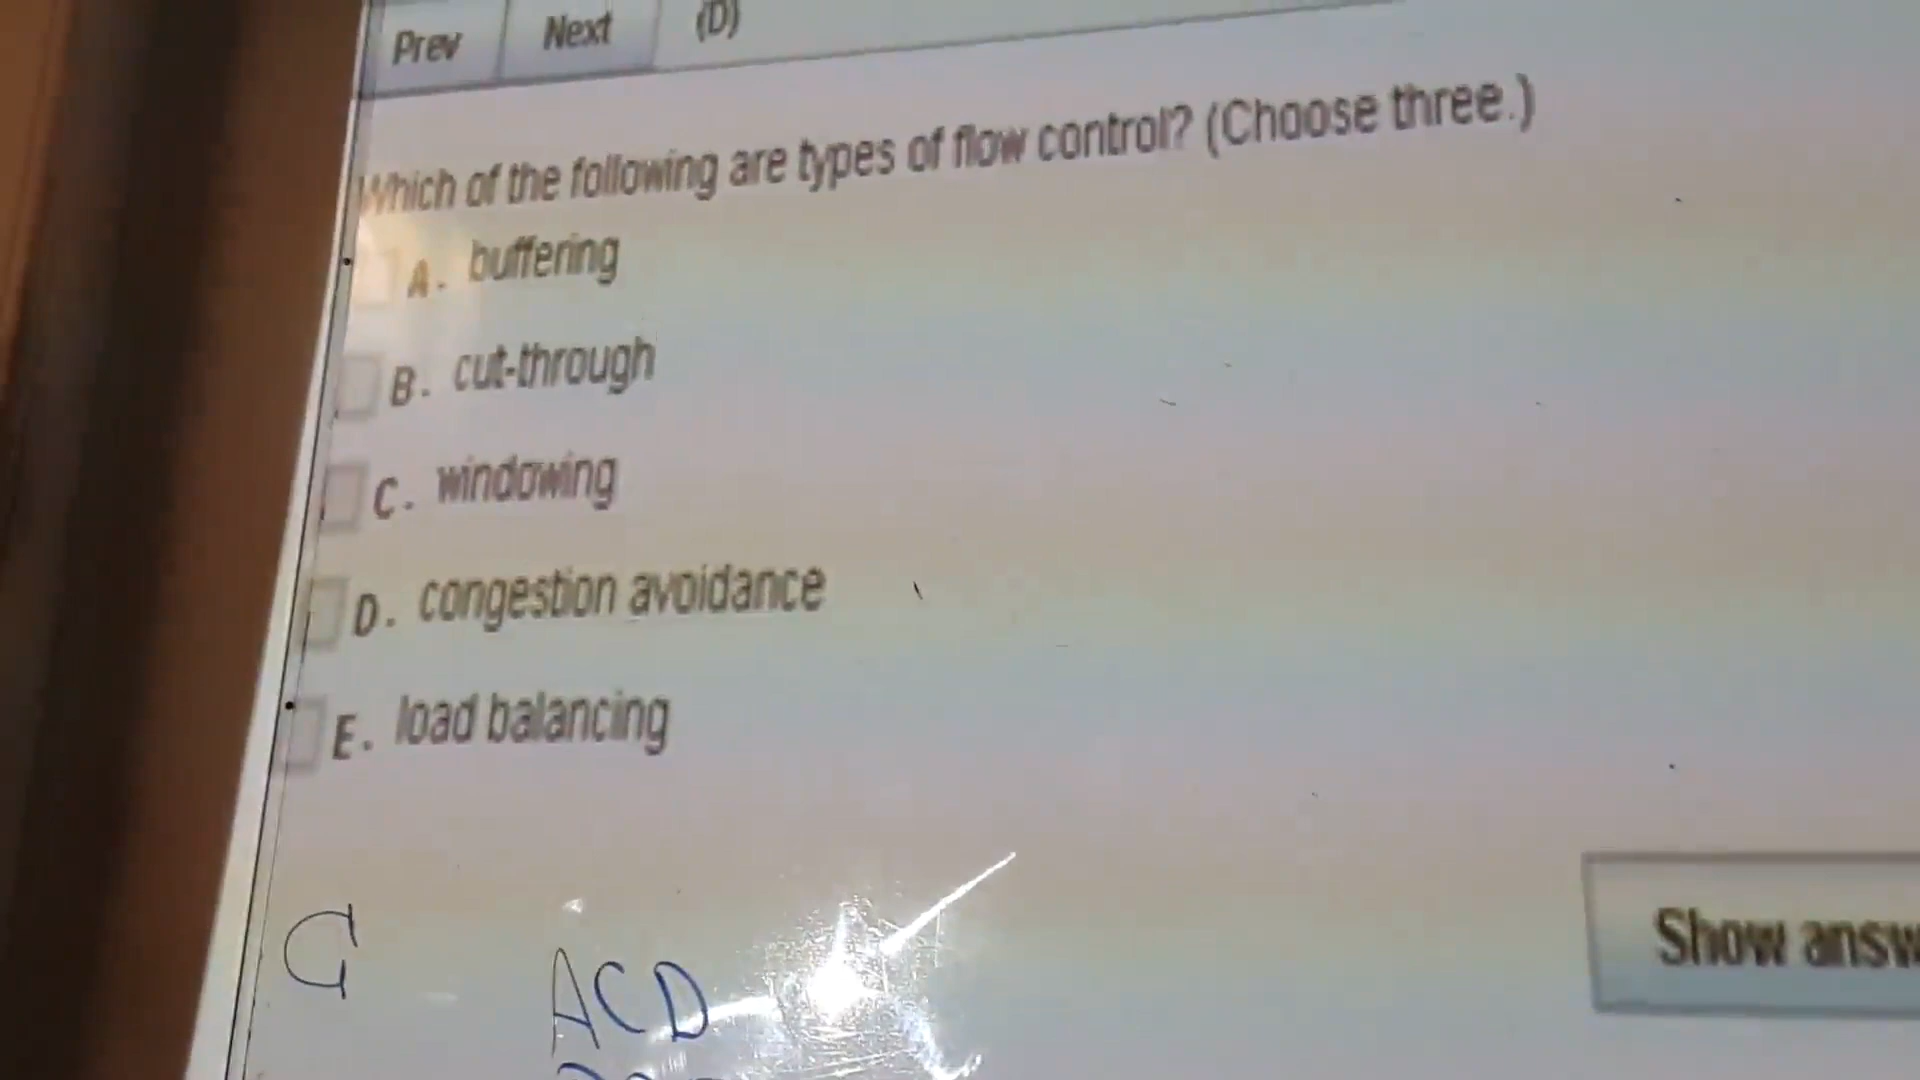 Prev Next (D)
Which of the following are types of flow control? (Choose three.)
A. buffering
B. cut-through
C. windowing
D. congestion avoidance
E. load balancing
Show
ACD